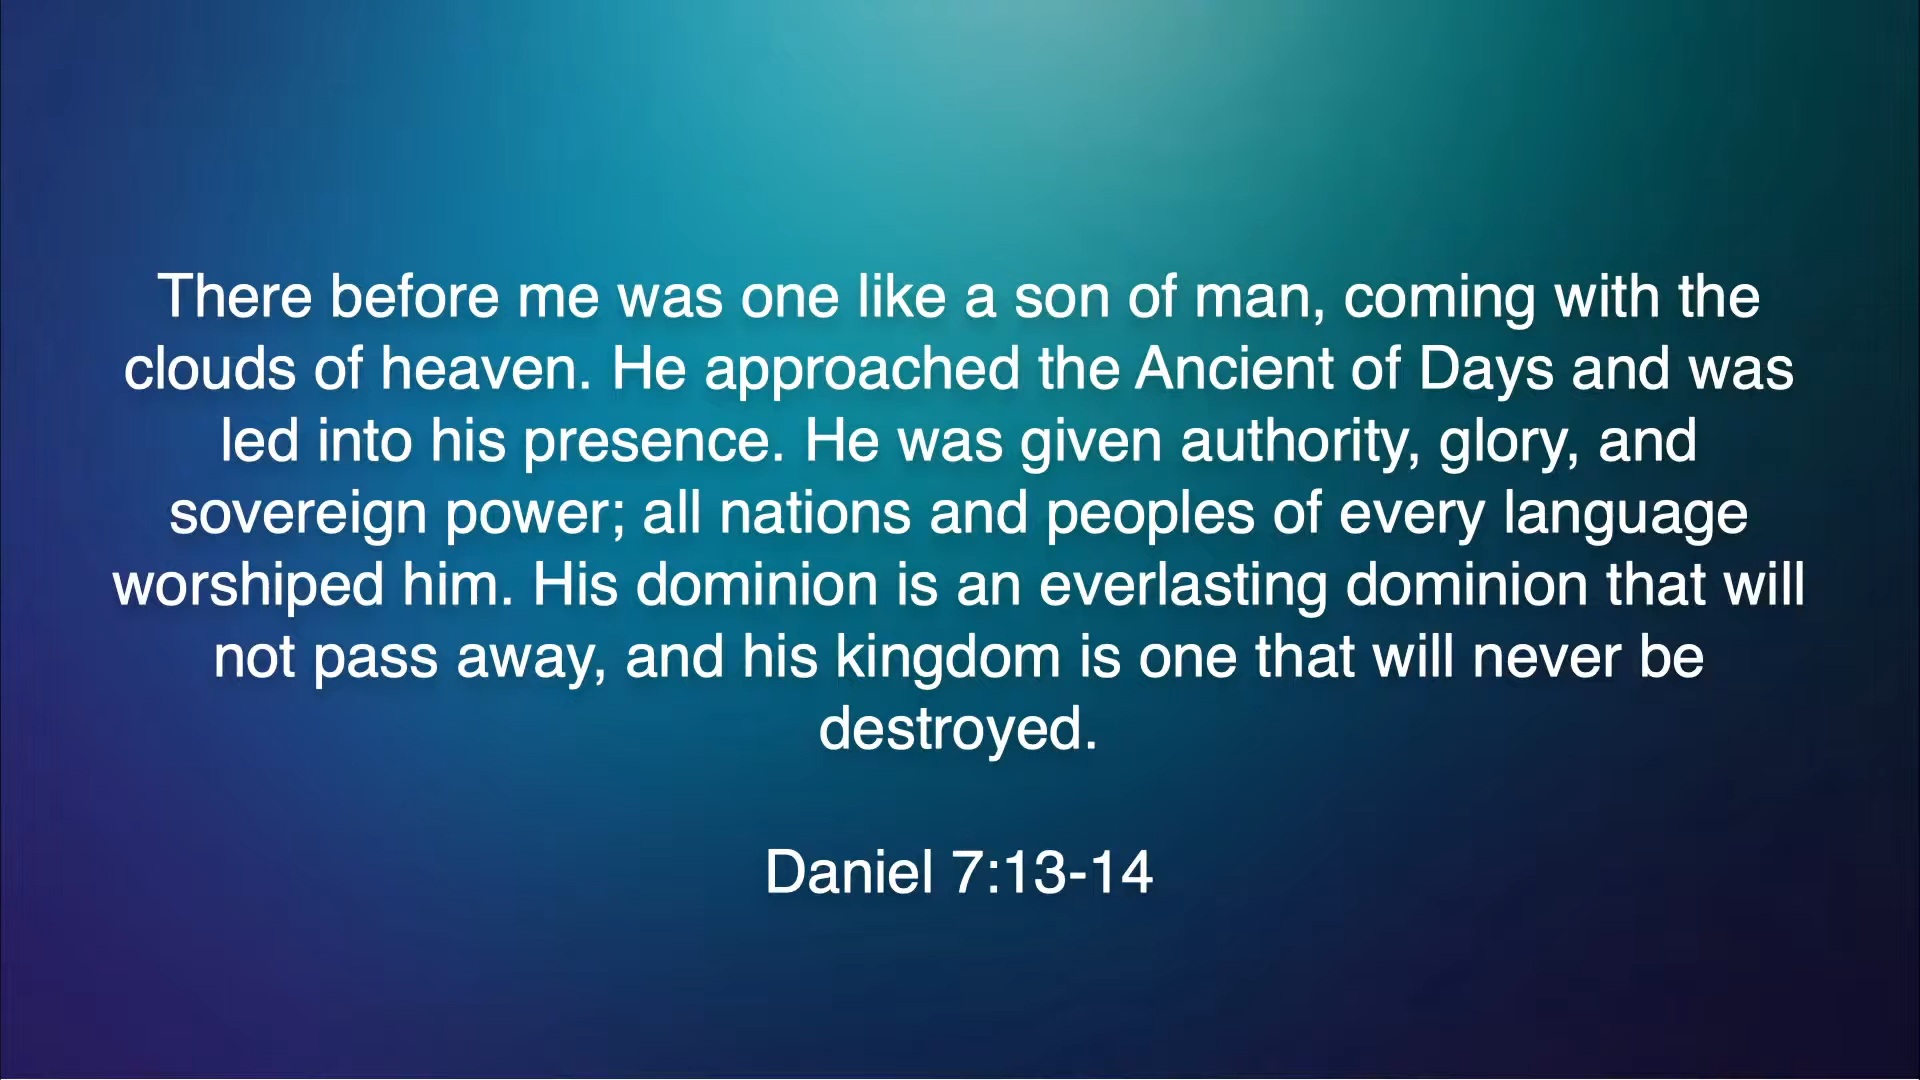 There before me was one like a son of man, coming with the
clouds of heaven. He approached the Ancient of Days and was
led into his presence. He was given authority, glory, and
sovereign power; all nations and peoples of every language
worshiped him. His dominion is an everlasting dominion that will
not pass away, and his kingdom is one that will never be
destroyed.
Daniel 7:13-14